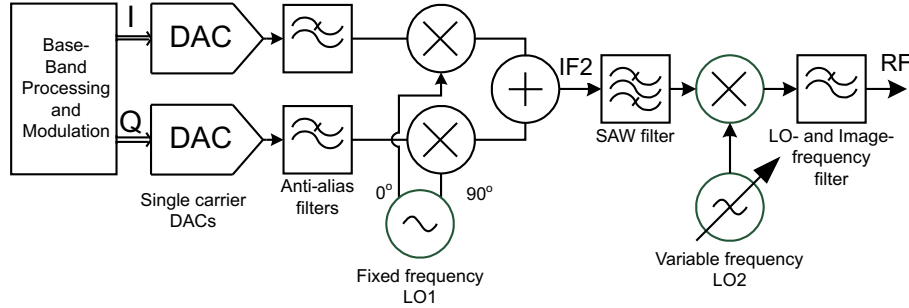 Base-
Band
Processing
and
Modulation
I
Q
DAC
DAC
Single carrier
DACs
Anti-alias
filters
0°
90°
Fixed frequency
LO1
IF2
SAW filter
Variable frequency
LO2
LO- and Image-
frequency
filter
RF